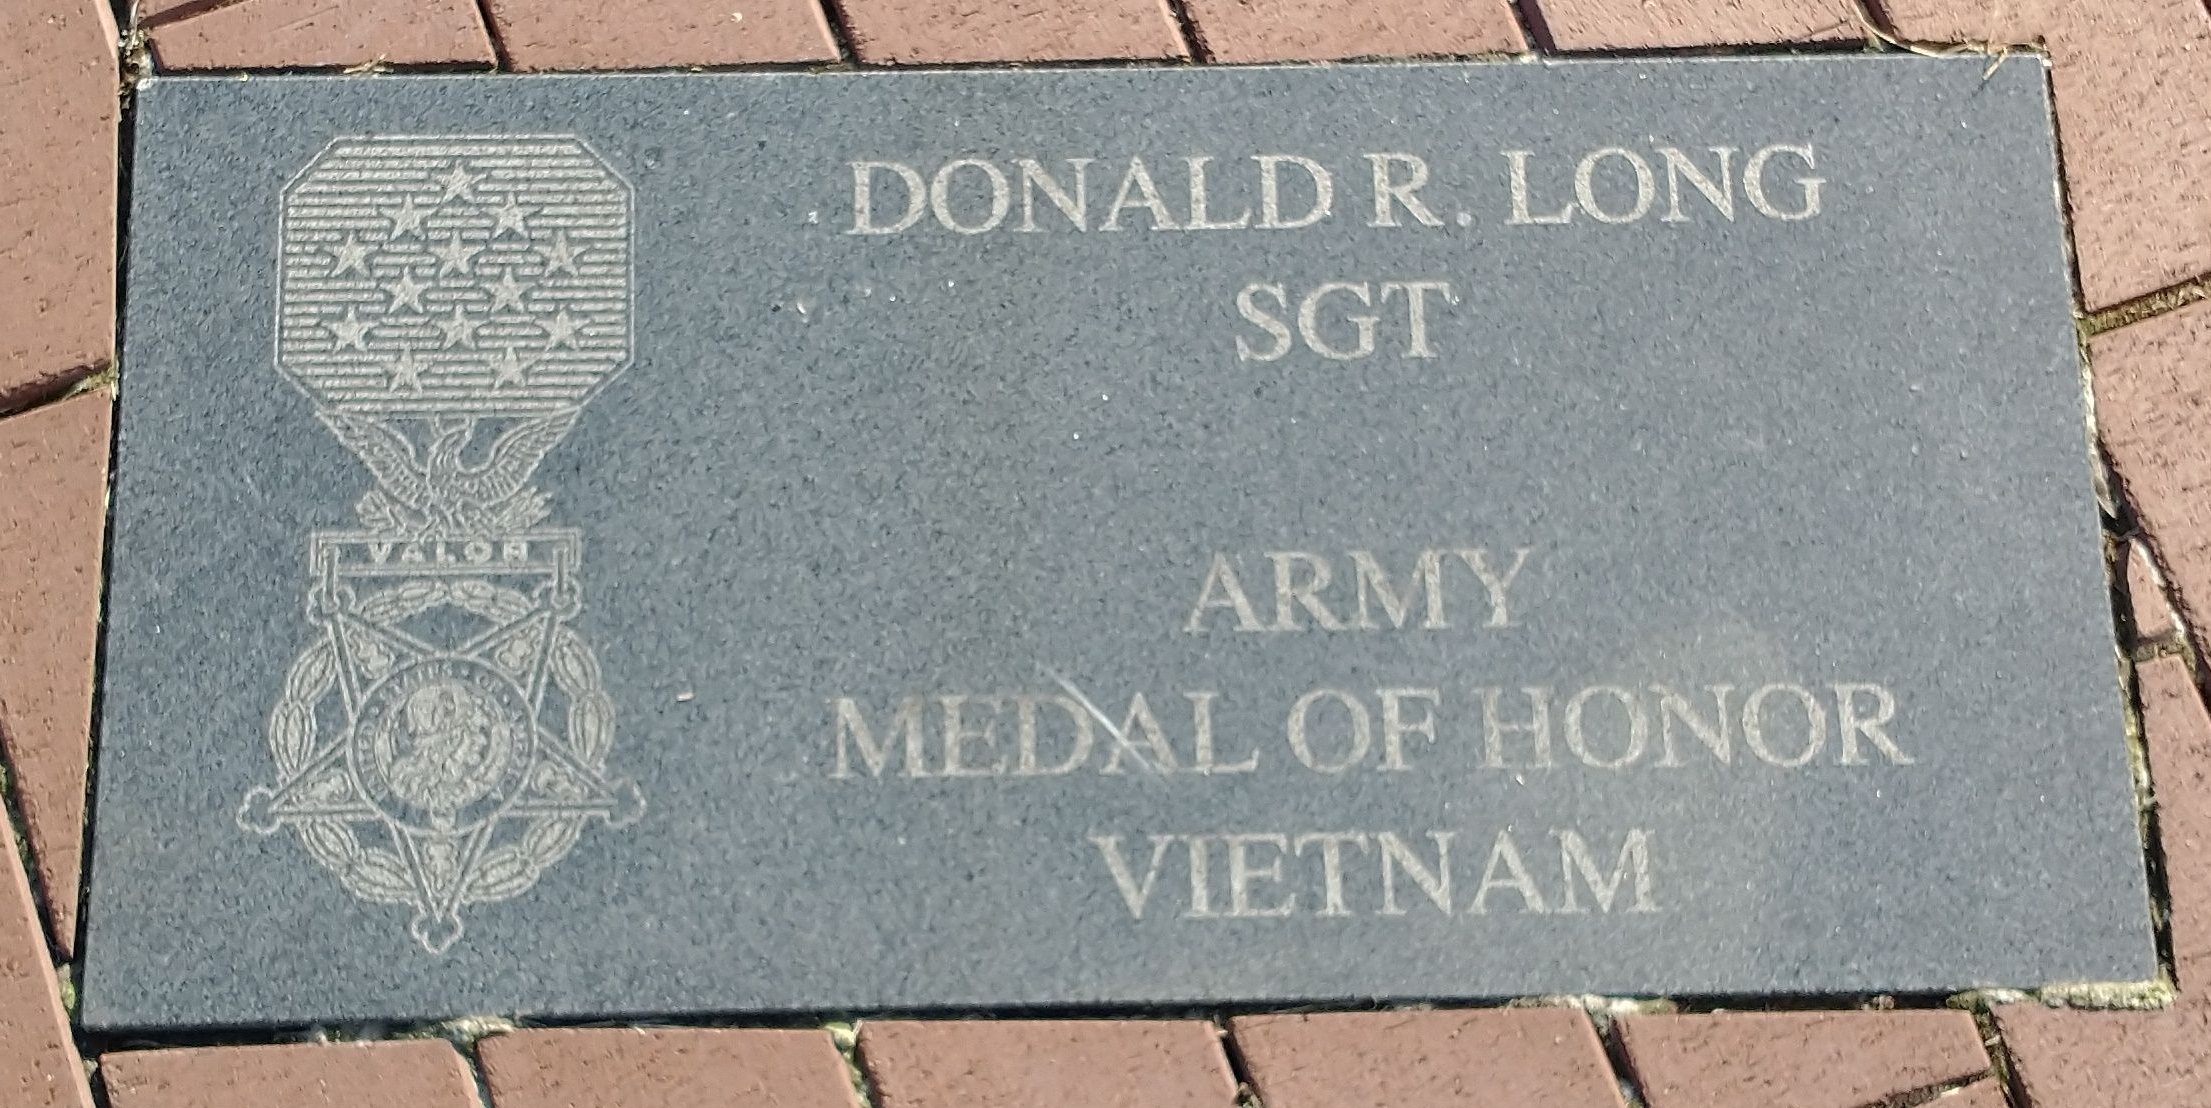 DONALD R. LONG
SGT
ARMY
MEDAL OF HONOR
VIETNAM
VALOR